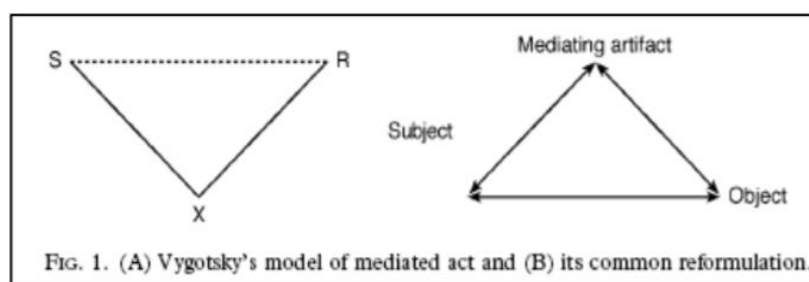 S R
X
Mediating artifact
Subject
Object
FIG. 1. (A) Vygotsky's model of mediated act and (B) its common reformulation.